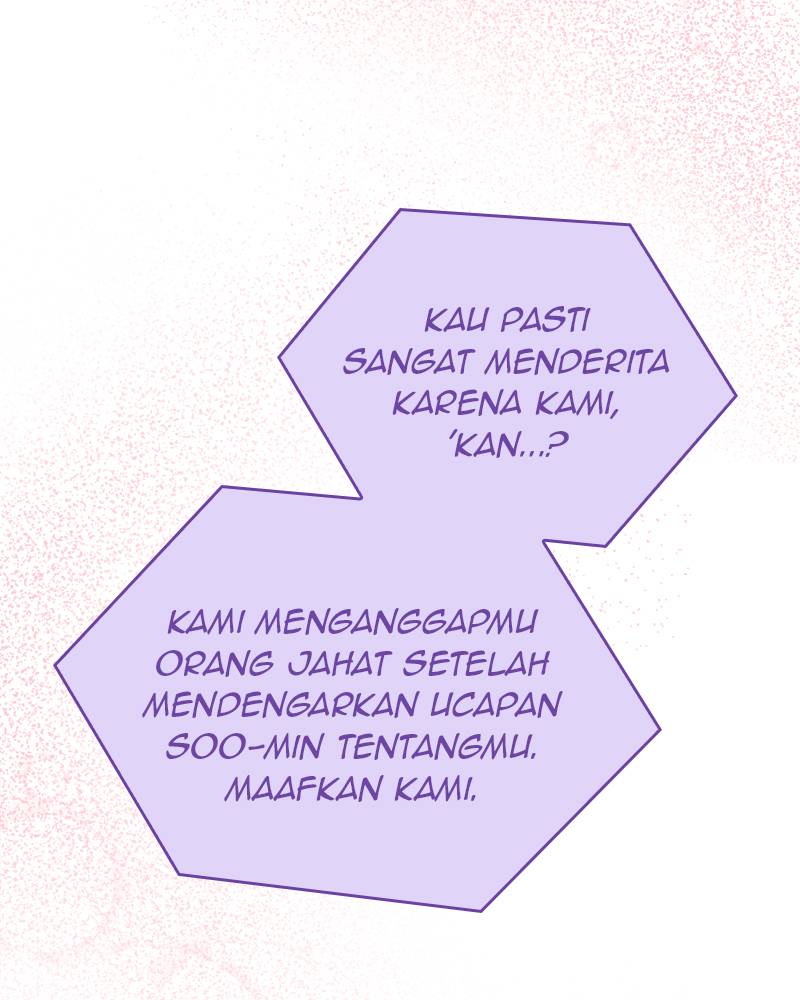 KAU PASTI
SANGAT MENDERITA
KARENA KAMI,
'KAN...?
KAMI MENGANGGAPMU
ORANG JAHAT SETELAH
MENDENGARKAN UCAPAN
SOO-MIN TENTANGMU.
MAAFKAN KAMI.